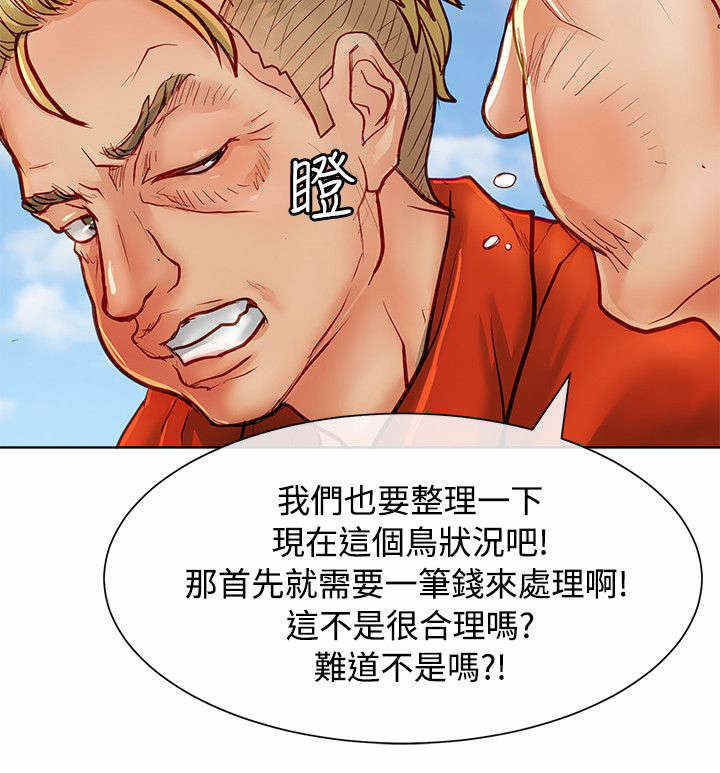 瞪
我們也要整理一下
現在這個鳥狀況吧!
那首先就需要一筆錢來處理啊!
這不是很合理嗎?
難道不是嗎?!